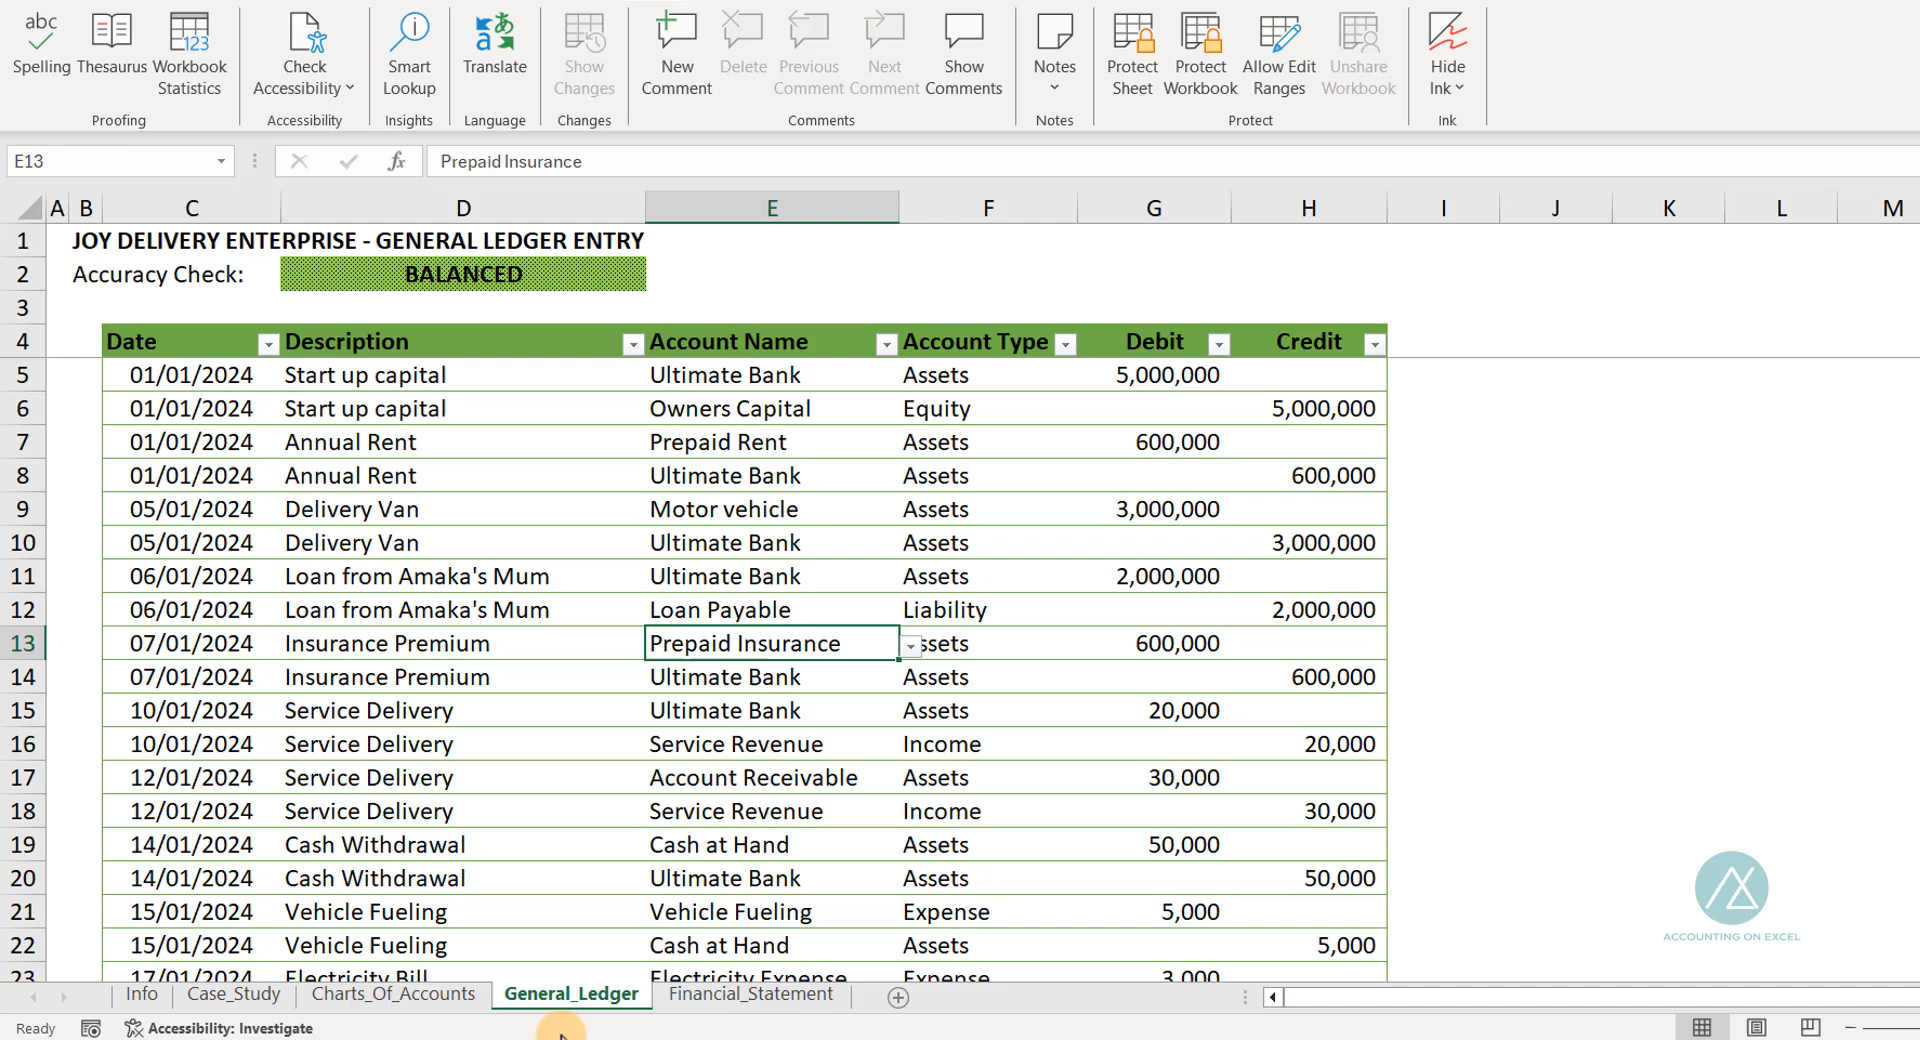 abc
Spelling Thesaurus Workbook Statistics Check Accessibility Smart Lookup Translate Show Changes New Comment Delete Previous Comment Next Comment Show Comments Notes Protect Sheet Protect Workbook Allow Edit Ranges Unshare Workbook Hide Ink
Proofing Accessibility Insights Language Changes Comments Notes Protect Ink
E13 fx Prepaid Insurance
A B C D E F G H I J K L M
1 JOY DELIVERY ENTERPRISE - GENERAL LEDGER ENTRY
2 Accuracy Check: BALANCED
3
4 Date Description Account Name Account Type Debit Credit
5 01/01/2024 Start up capital Ultimate Bank Assets 5,000,000
6 01/01/2024 Start up capital Owners Capital Equity 5,000,000
7 01/01/2024 Annual Rent Prepaid Rent Assets 600,000
8 01/01/2024 Annual Rent Ultimate Bank Assets 600,000
9 05/01/2024 Delivery Van Motor vehicle Assets 3,000,000
10 05/01/2024 Delivery Van Ultimate Bank Assets 3,000,000
11 06/01/2024 Loan from Amaka's Mum Ultimate Bank Assets 2,000,000
12 06/01/2024 Loan from Amaka's Mum Loan Payable Liability 2,000,000
13 07/01/2024 Insurance Premium Prepaid Insurance ssets 600,000
14 07/01/2024 Insurance Premium Ultimate Bank Assets 600,000
15 10/01/2024 Service Delivery Ultimate Bank Assets 20,000
16 10/01/2024 Service Delivery Service Revenue Income 20,000
17 12/01/2024 Service Delivery Account Receivable Assets 30,000
18 12/01/2024 Service Delivery Service Revenue Income 30,000
19 14/01/2024 Cash Withdrawal Cash at Hand Assets 50,000
20 14/01/2024 Cash Withdrawal Ultimate Bank Assets 50,000
21 15/01/2024 Vehicle Fueling Vehicle Fueling Expense 5,000
22 15/01/2024 Vehicle Fueling Cash at Hand Assets 5,000
23 17/01/2024 Electricity Bill Electricity Expense Expense 3,000
ACCOUNTING ON EXCEL
Info Case_Study Charts_Of_Accounts General_Ledger Financial_Statement
Ready Accessibility: Investigate